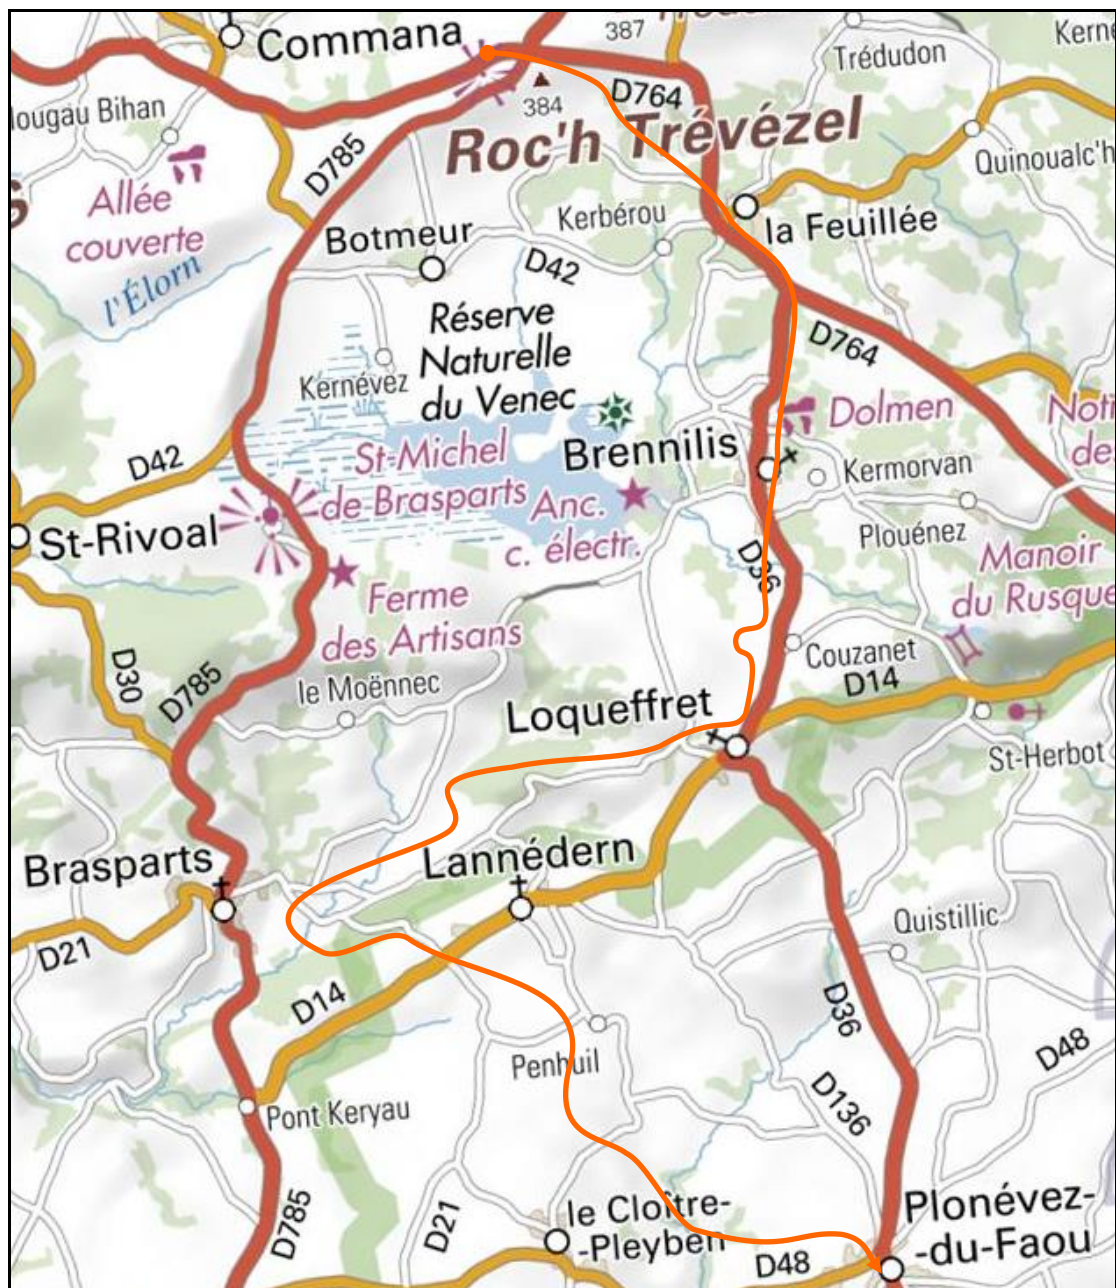 Commana
387
Trédudon
Kerne
lougau Bihan
384
D764
Roc'h Trévézel
Quinoualc'h
D785
Allée
couverte
Kerbérou
la Feuillée
Botmeur
D42
l'Élorn
Réserve
Naturelle
du Venec
D764
Kernévez
Dolmen
Brennilis
D42
St-Michel
de Brasparts
Kermorvan
Anc.
c. électr.
St-Rivoal
Plouénez
D36
Manoir
du Rusque
Ferme
des Artisans
D30
D785
Couzanet
le Moënnec
D14
Loqueffret
St-Herbot
Brasparts
Lannédern
Quistillic
D21
D14
D36
D48
Penhuil
Pont Keryau
D136
D785
D21
le Cloître-
-Pleyben
Plonévez-
-du-Faou
D48